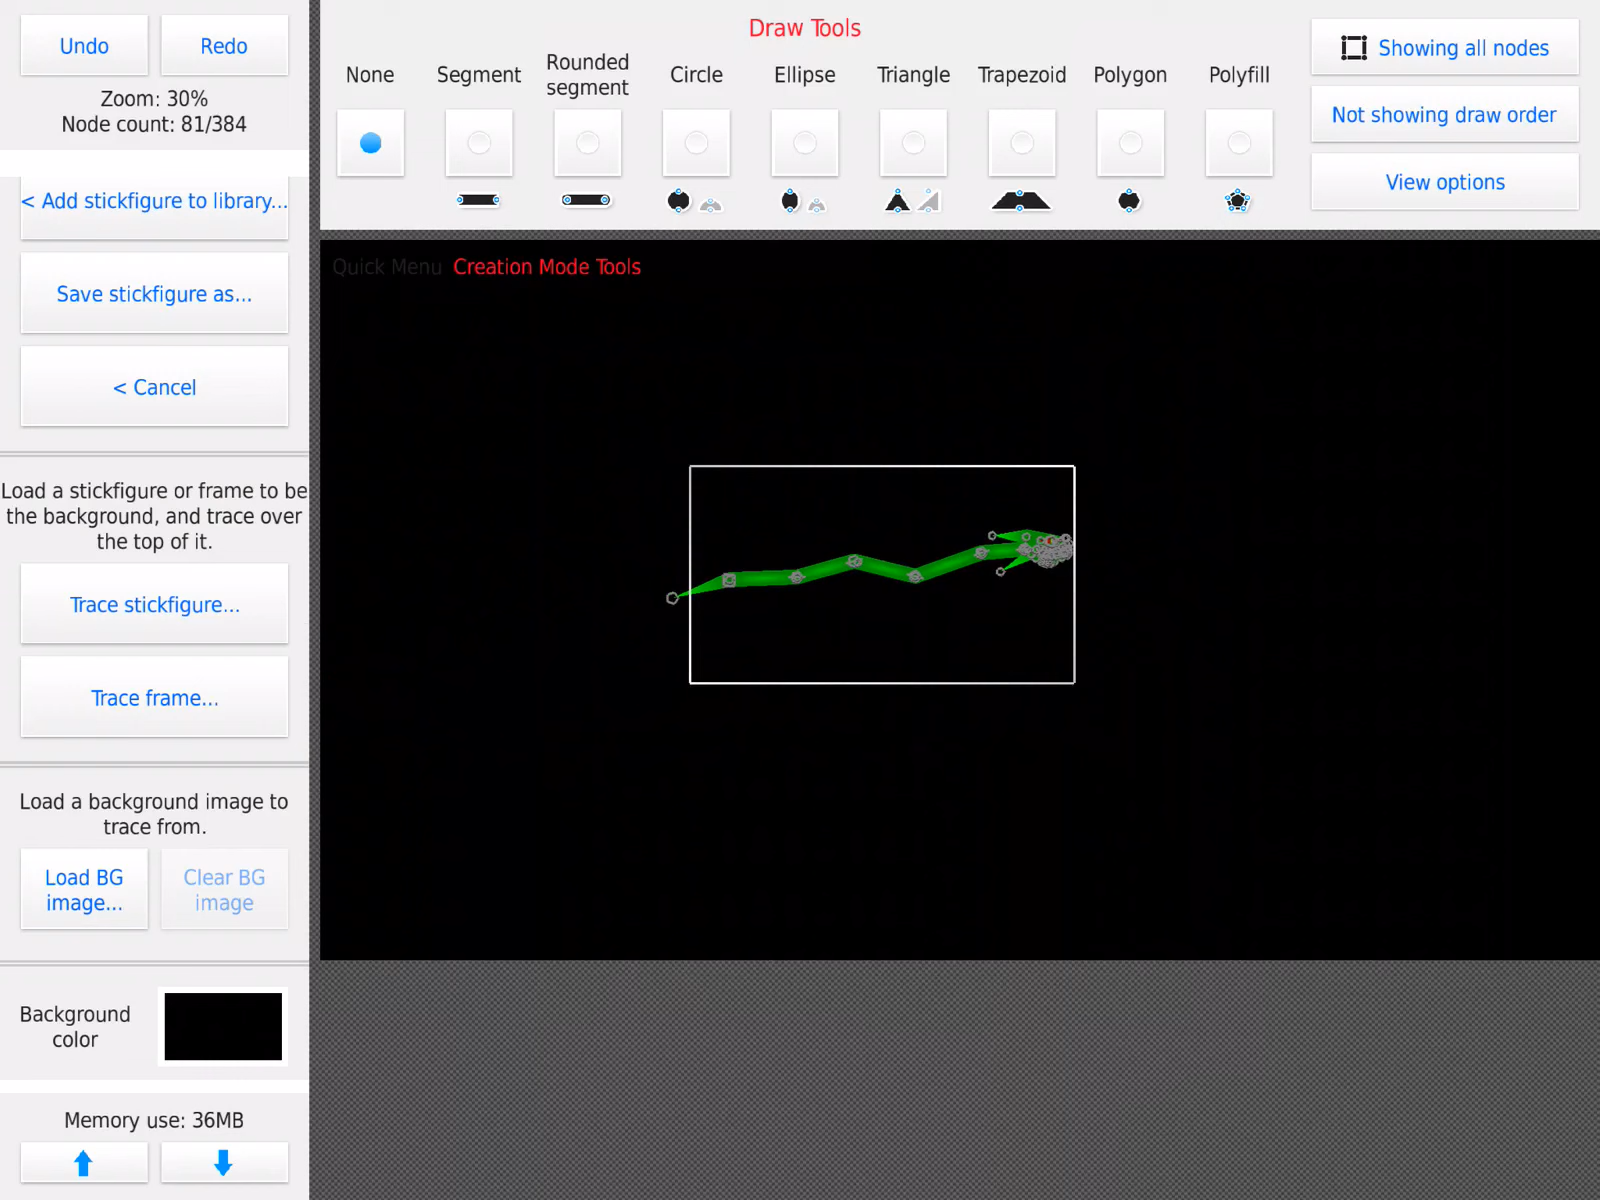 Undo
Redo
Zoom: 30%
Node count: 81/384
< Add stickfigure to library...
Save stickfigure as...
< Cancel
Load a stickfigure or frame to be
the background, and trace over
the top of it.
Trace stickfigure...
Trace frame...
Load a background image to
trace from.
Load BG
image...
Clear BG
image
Background
color
Memory use: 36MB
Draw Tools
None
Segment
Rounded
segment
Circle
Ellipse
Triangle
Trapezoid
Polygon
Polyfill
Showing all nodes
Not showing draw order
View options
Quick Menu
Creation Mode Tools